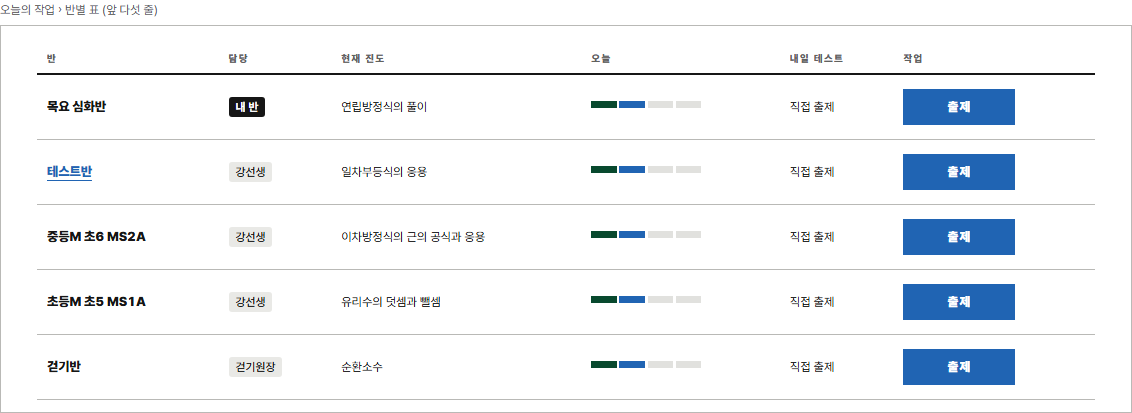 오늘의 작업 › 반별 표 (앞 다섯 줄)
반 담당 현재 진도 오늘 내일 테스트 작업
목요 심화반 내 반 연립방정식의 풀이 직접 출제 출제
테스트반 강선생 일차부등식의 응용 직접 출제 출제
중등M 초6 MS2A 강선생 이차방정식의 근의 공식과 응용 직접 출제 출제
초등M 초5 MS1A 강선생 유리수의 덧셈과 뺄셈 직접 출제 출제
걷기반 걷기원장 순환소수 직접 출제 출제